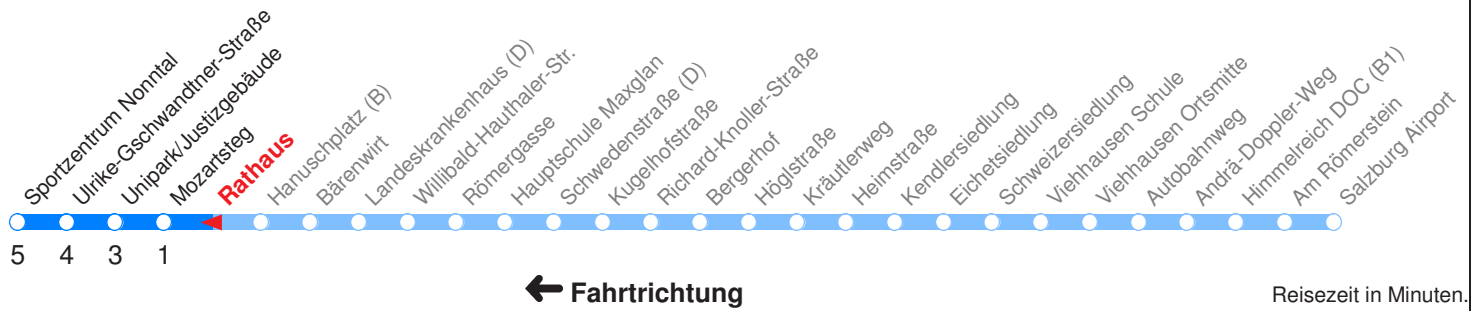 Sportzentrum Nonntal
Ulrike-Gschwandtner-Straße
Unipark/Justizgebäude
Mozartsteg
Rathaus
Hanuschplatz (B)
Bärenwirt
Landeskrankenhaus (D)
Willibald-Hauthaler-Str.
Römergasse
Hauptschule Maxglan
Schwedenstraße (D)
Kugelhofstraße
Richard-Knoller-Straße
Bergerhof
Höglstraße
Kräutlerweg
Heimstraße
Kendlersiedlung
Eichetsiedlung
Schweizersiedlung
Viehhausen Schule
Viehhausen Ortsmitte
Autobahnweg
Andrä-Doppler-Weg
Himmelreich DOC (B1)
Am Römerstein
Salzburg Airport
5 4 3 1
Fahrtrichtung
Reisezeit in Minuten.